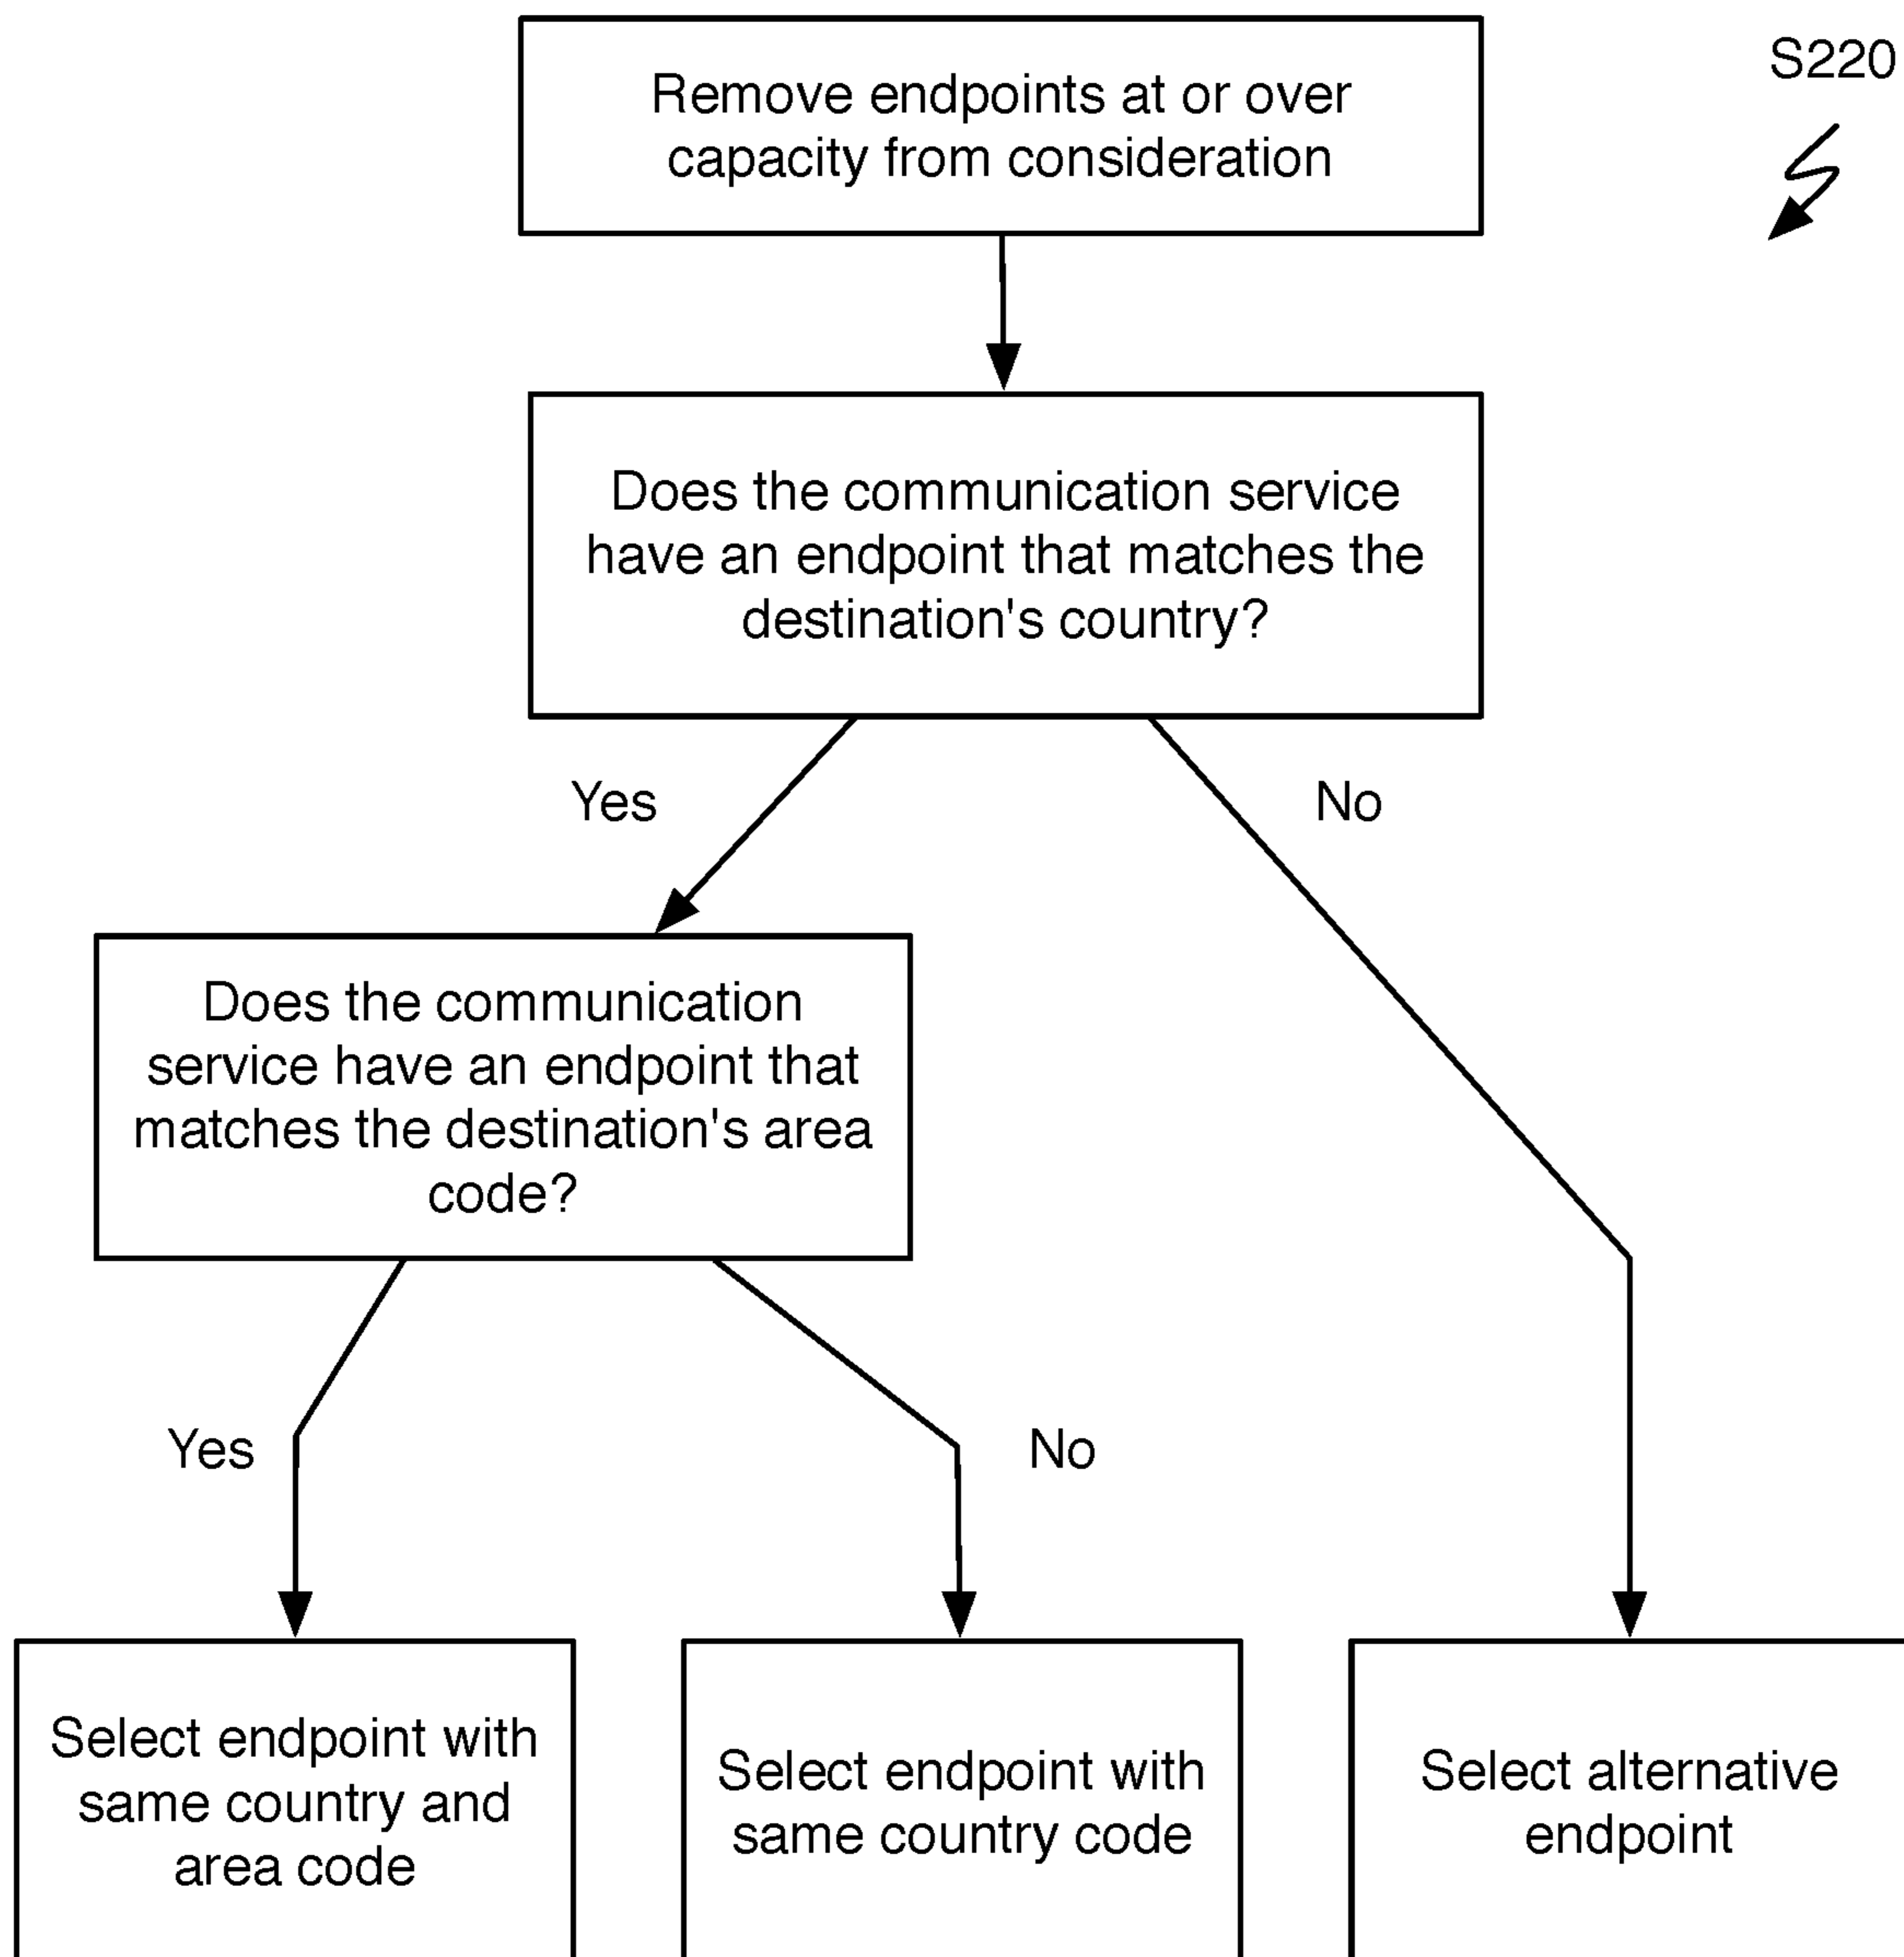 Remove endpoints at or over
capacity from consideration
S220
Does the communication service
have an endpoint that matches the
destination's country?
Yes
No
Does the communication
service have an endpoint that
matches the destination's area
code?
Yes
No
Select endpoint with
same country and
area code
Select endpoint with
same country code
Select alternative
endpoint